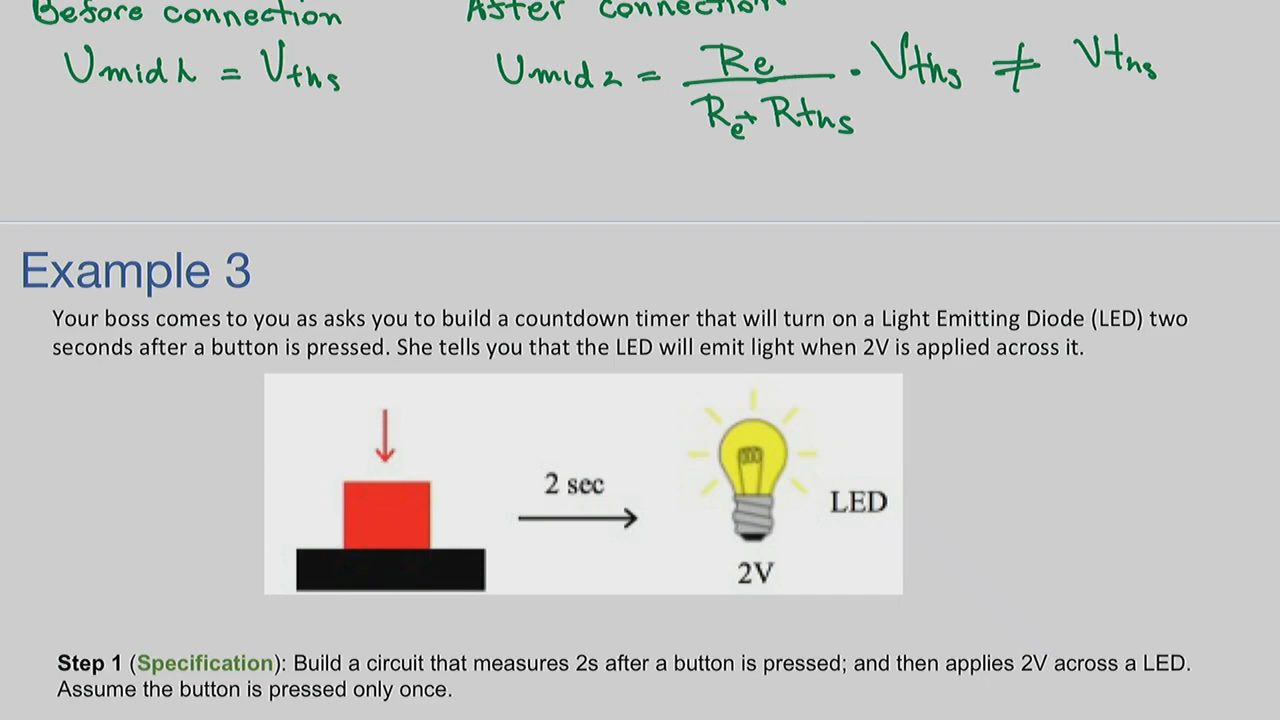 Before connection
After connection
Umid1 = Vths
Umid2 = Re / Re+Rths · Vths ≠ Vths
Example 3
Your boss comes to you as asks you to build a countdown timer that will turn on a Light Emitting Diode (LED) two
seconds after a button is pressed. She tells you that the LED will emit light when 2V is applied across it.
2 sec
LED
2V
Step 1 (Specification): Build a circuit that measures 2s after a button is pressed; and then applies 2V across a LED.
Assume the button is pressed only once.